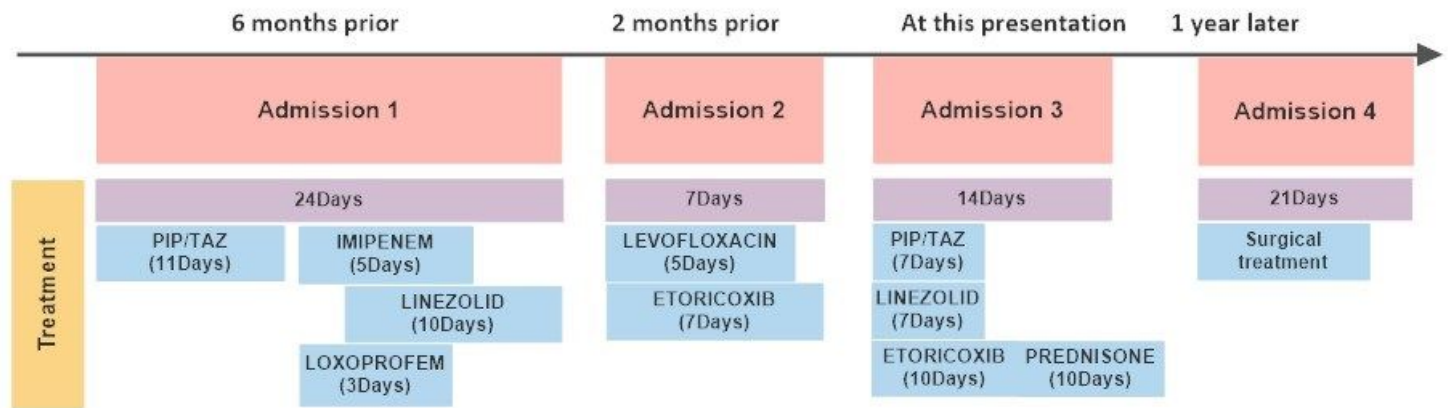 6 months prior
2 months prior
At this presentation
1 year later
Admission 1
Admission 2
Admission 3
Admission 4
Treatment
24Days
7Days
14Days
21Days
PIP/TAZ
(11Days)
IMIPENEM
(5Days)
LINEZOLID
(10Days)
LOXOPROFEM
(3Days)
LEVOFLOXACIN
(5Days)
ETORICOXIB
(7Days)
PIP/TAZ
(7Days)
LINEZOLID
(7Days)
ETORICOXIB
(10Days)
PREDNISONE
(10Days)
Surgical
treatment